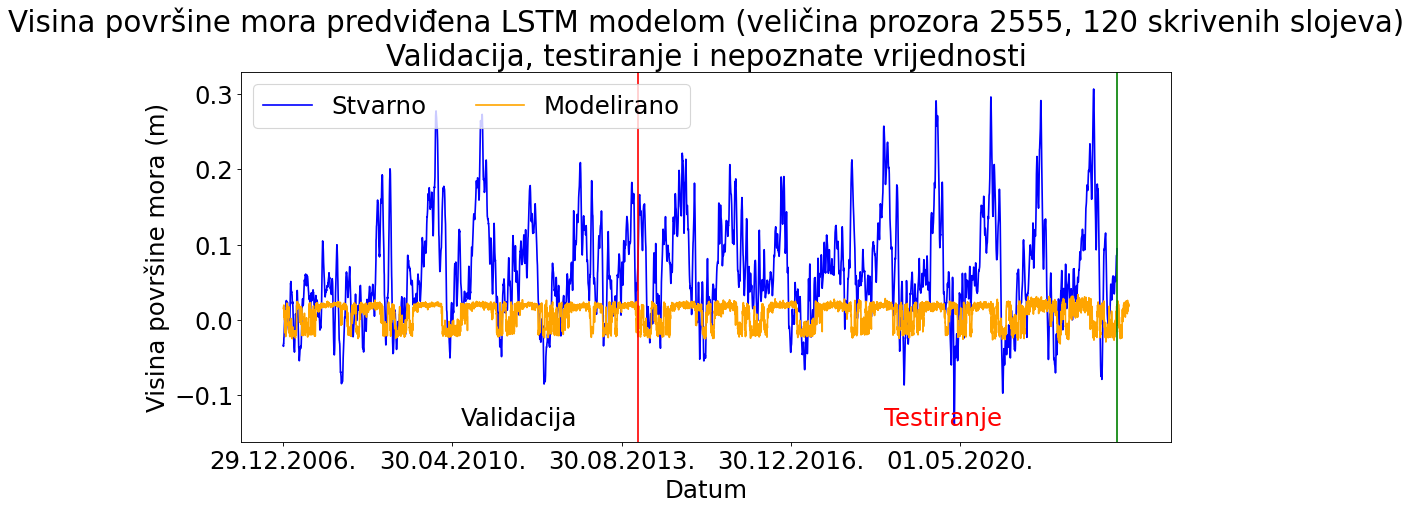 Visina površine mora predviđena LSTM modelom (veličina prozora 2555, 120 skrivenih slojeva)
Validacija, testiranje i nepoznate vrijednosti
Stvarno Modelirano
Visina površine mora (m)
0.3
0.2
0.1
0.0
−0.1
Validacija Testiranje
29.12.2006. 30.04.2010. 30.08.2013. 30.12.2016. 01.05.2020.
Datum